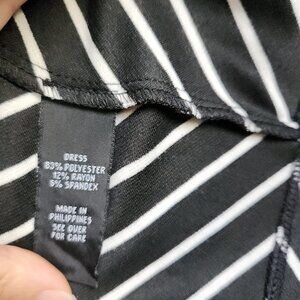 DRESS
83% POLYESTER
12% RAYON
5% SPANDEX
MADE IN
PHILIPPINES
SEE OVER
FOR CARE